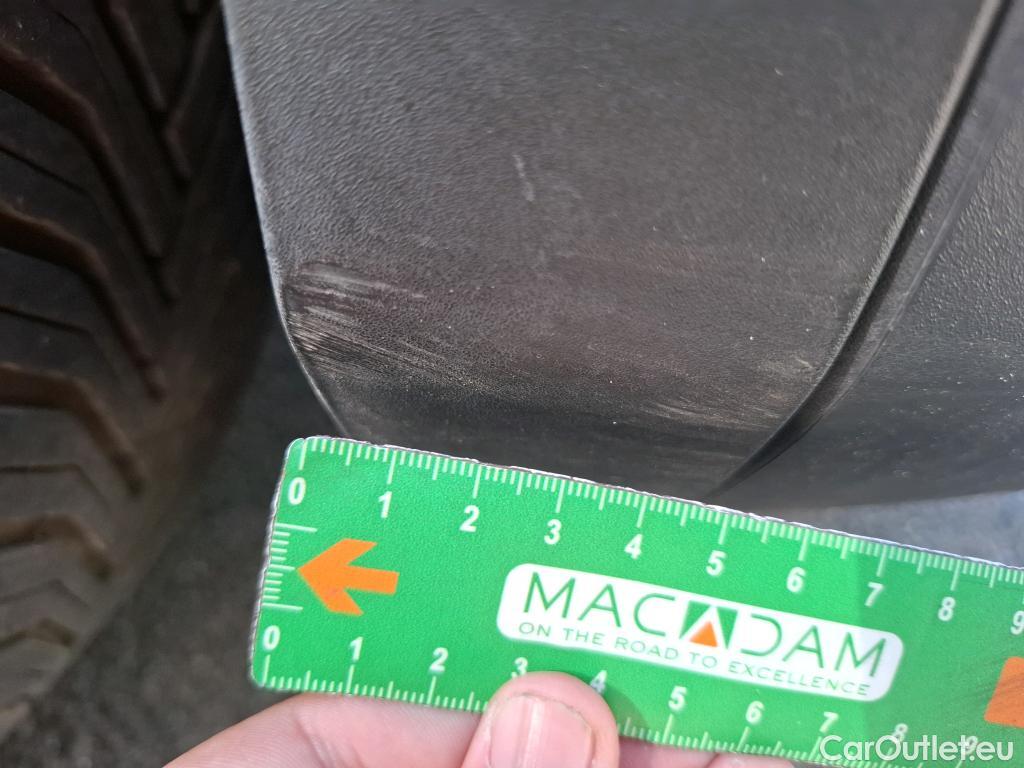 0 1 2 3 4 5 6 7 8 9
MACADAM
ON THE ROAD TO EXCELLENCE
0 1 2 3 4 5 6 7 8 9
CarOutlet.eu